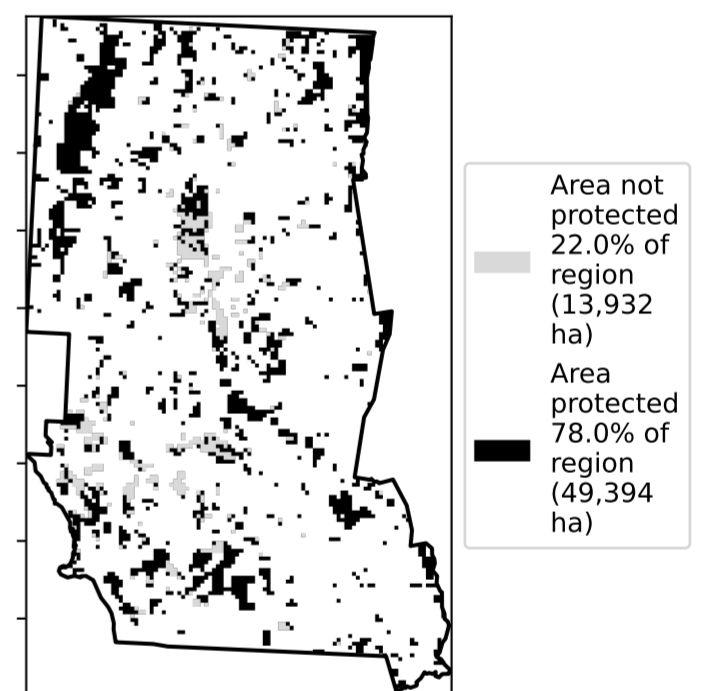 Area not
protected
22.0% of
region
(13,932
ha)
Area
protected
78.0% of
region
(49,394
ha)